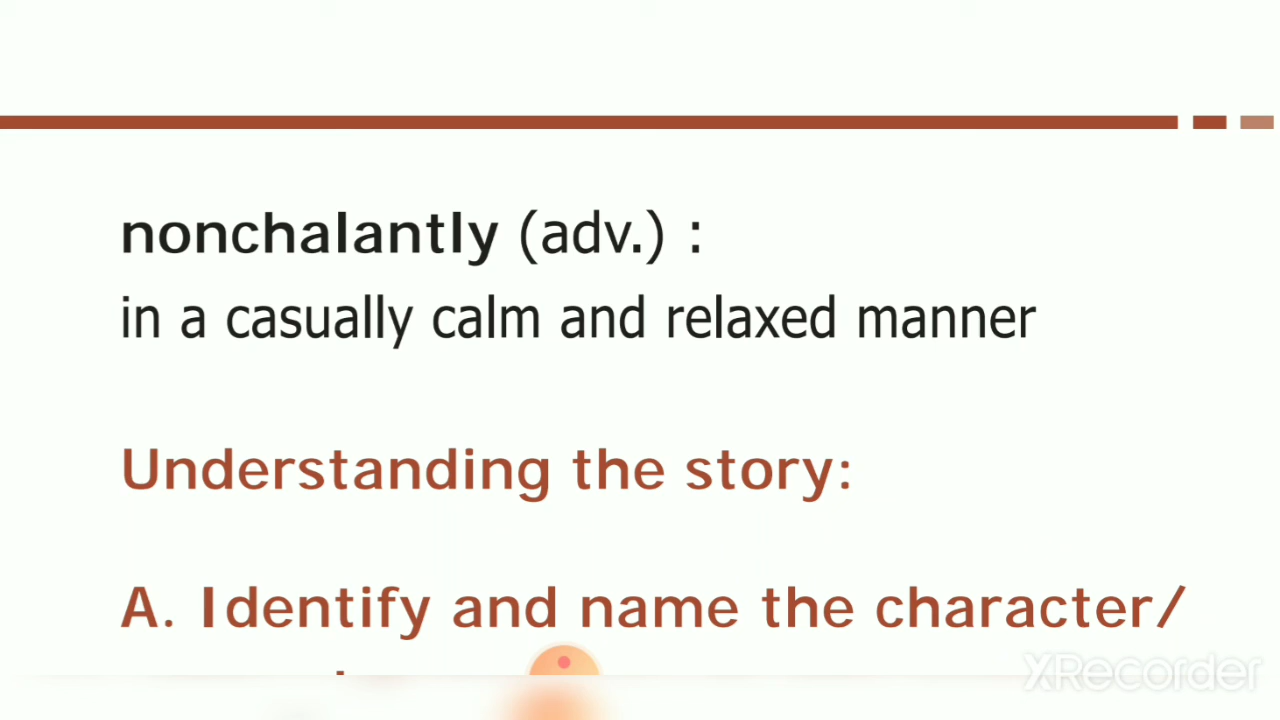 nonchalantly (adv.) :
in a casually calm and relaxed manner
Understanding the story:
A. Identify and name the character/
XRecorder